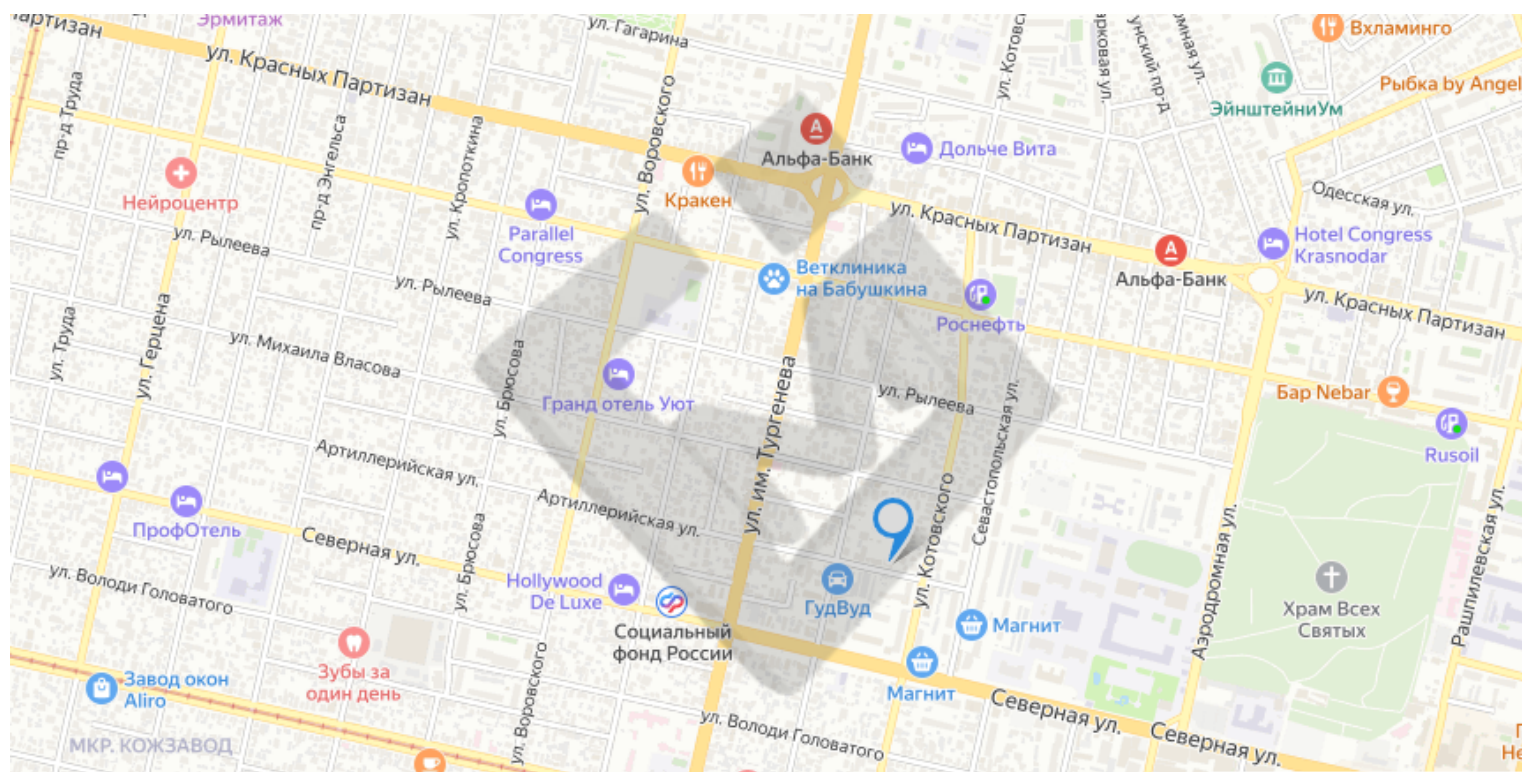 Эрмитаж
ул. Гагарина
ул. Красных Партизан
Вхламинго
Рыбка by Angel
ЭйнштейниУм
пр-д Труда
пр-д Энгельса
ул. Кропоткина
ул. Воровского
Альфа-Банк
Дольче Вита
Нейроцентр
Кракен
Одесская ул.
ул. Красных Партизан
Parallel
Congress
Hotel Congress
Krasnodar
ул. Рылеева
Альфа-Банк
Ветклиника
на Бабушкина
ул. Рылеева
ул. Красных Партизан
Роснефть
ул. Труда
ул. Герцена
ул. Михаила Власова
ул. Брюсова
Гранд отель Уют
ул. им. Тургенева
ул. Рылеева
Севастопольская ул.
Бар Nebar
Rusoil
Артиллерийская ул.
Артиллерийская ул.
ПрофОтель
Северная ул.
ул. Брюсова
ул. Котовского
Аэродромная ул.
Рашпилевская ул.
ул. Володи Головатого
Hollywood
De Luxe
ГудВуд
Храм Всех
Святых
Социальный
фонд России
Магнит
Зубы за
один день
Завод окон
Aliro
ул. Воровского
Магнит
Северная ул.
Северная ул.
ул. Володи Головатого
МКР. КОЖЗАВОД